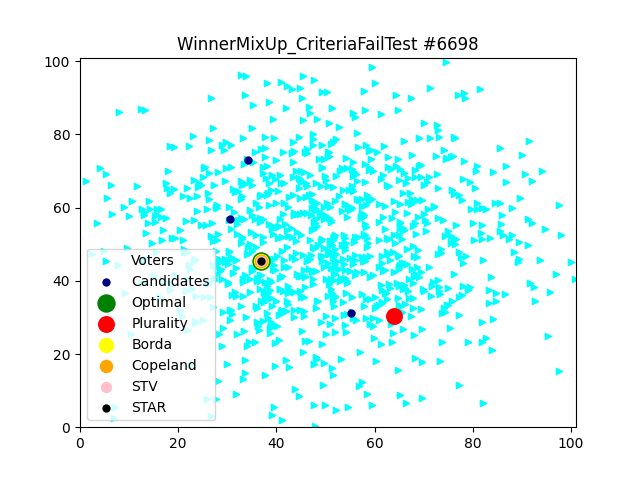 WinnerMixUp_CriteriaFailTest #6698
100
80
60
40
20
0
Voters
Candidates
Optimal
Plurality
Borda
Copeland
STV
STAR
0 20 40 60 80 100